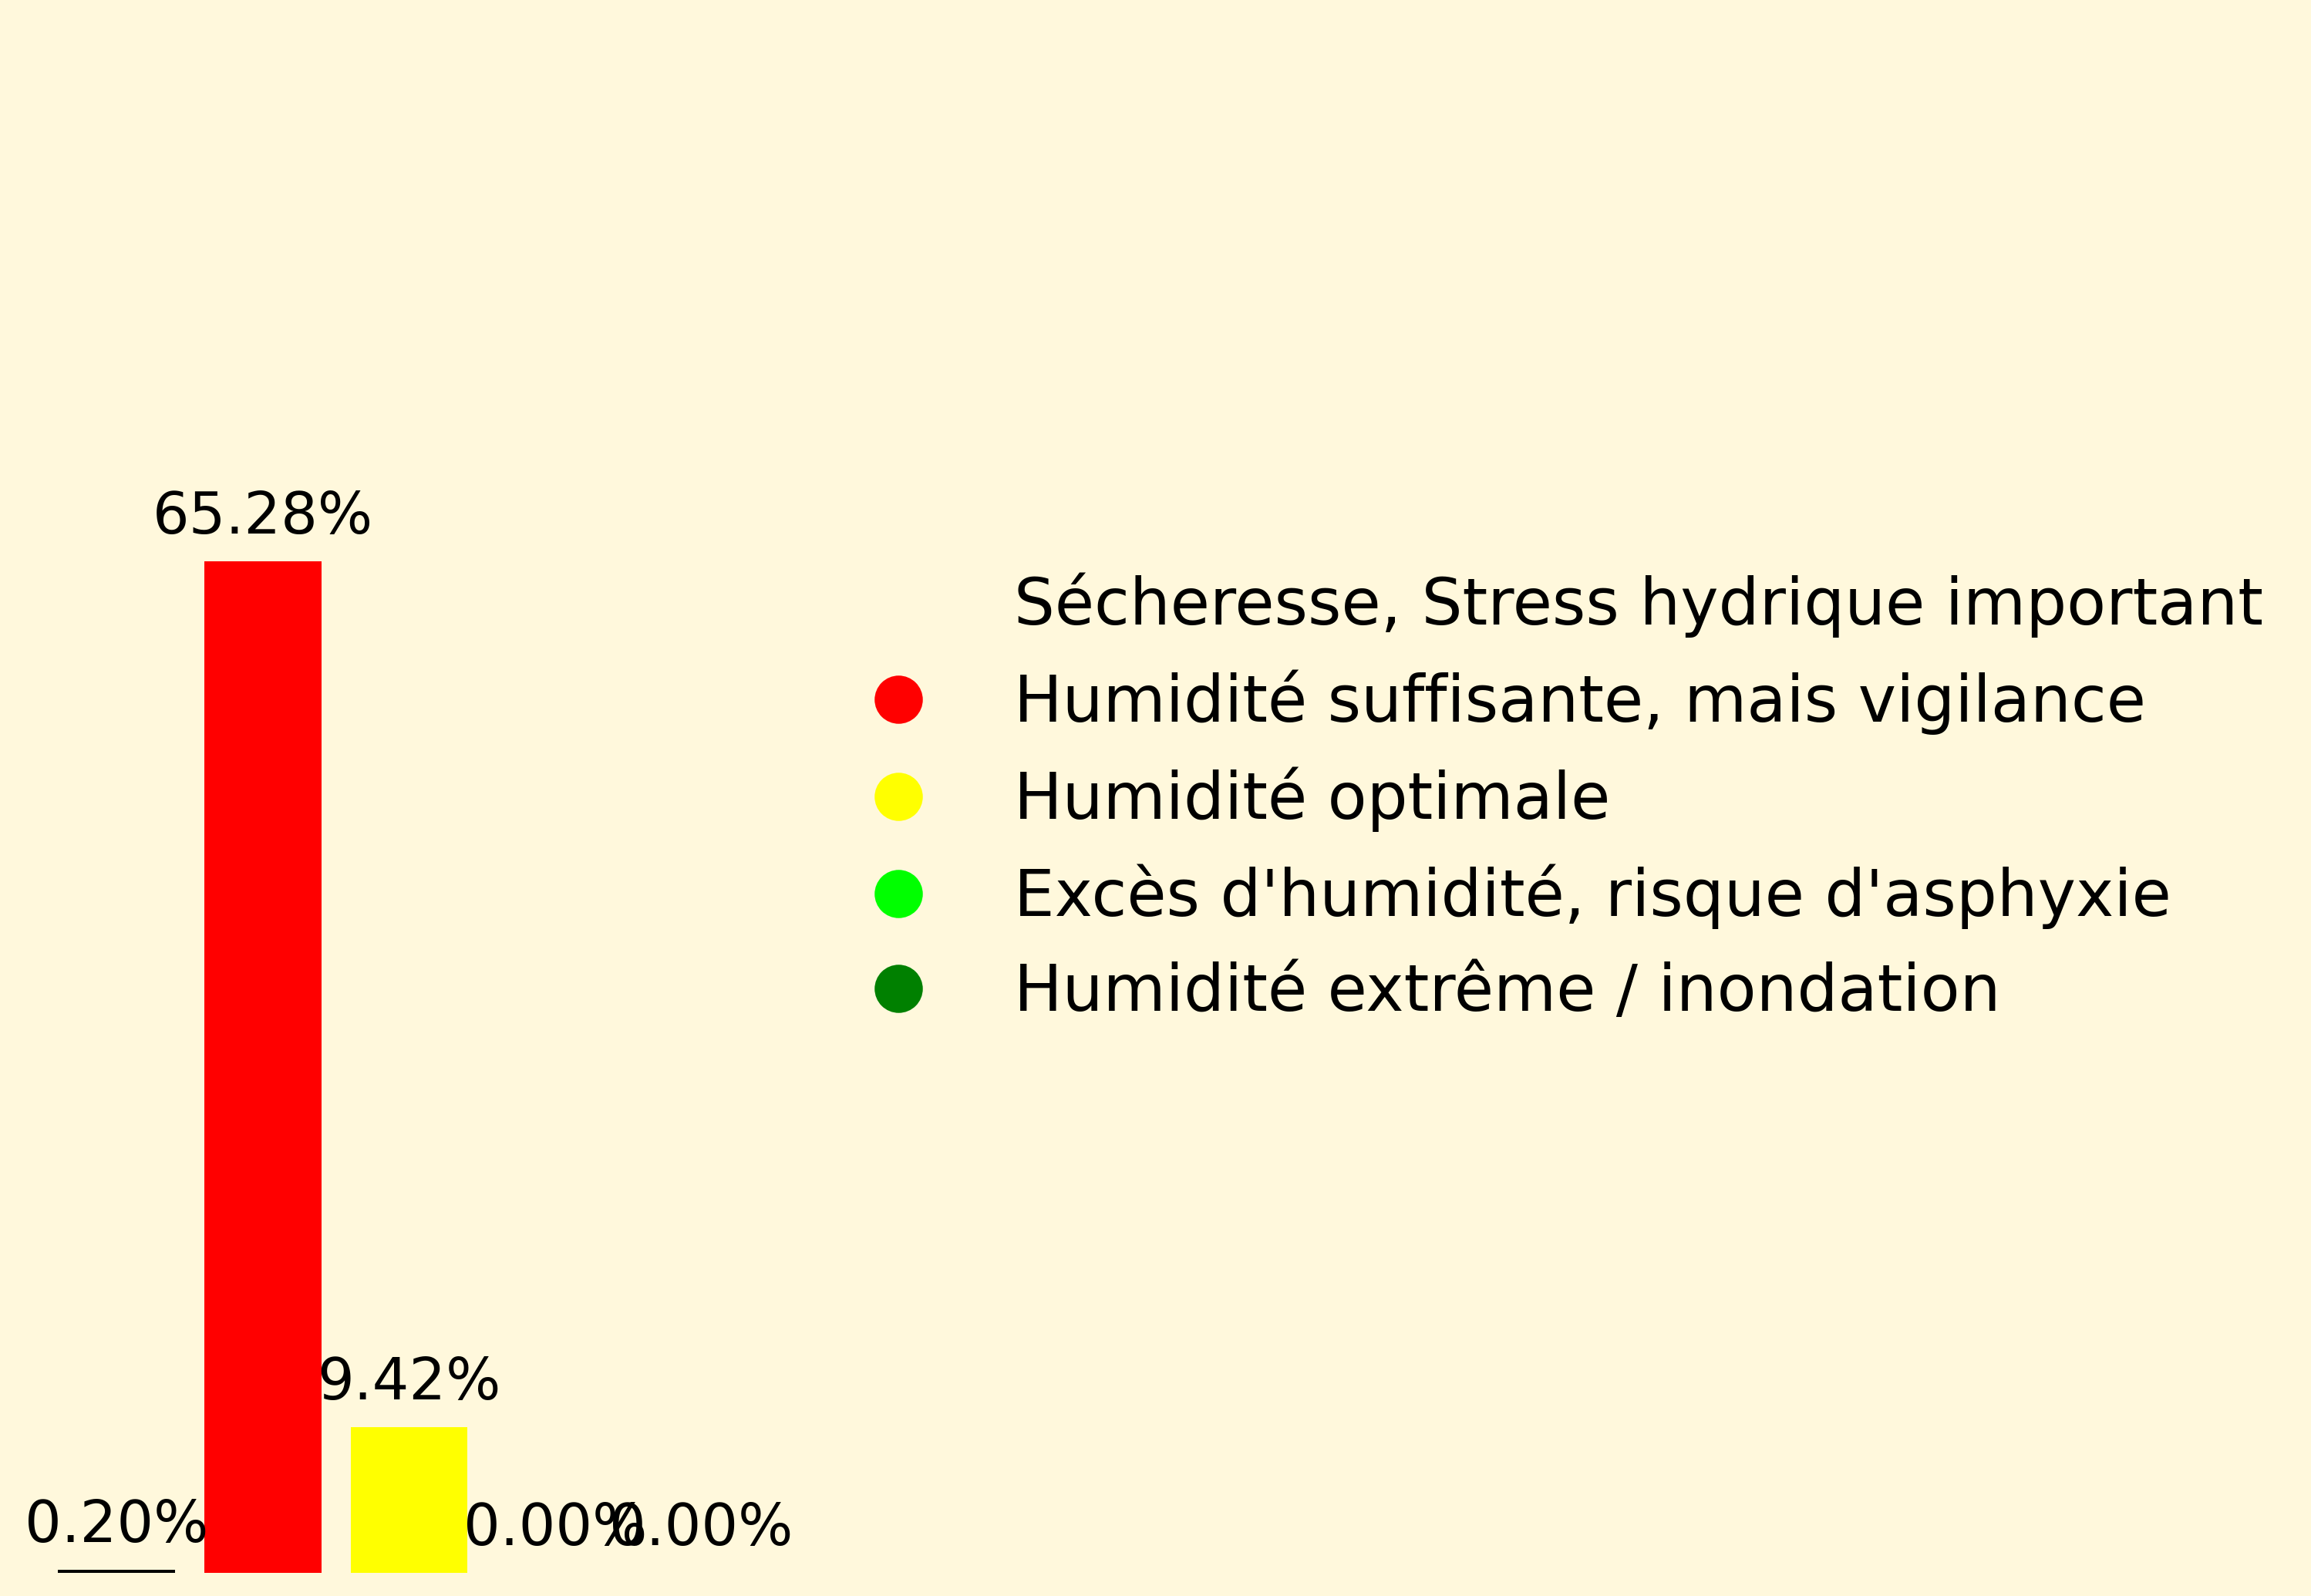 65.28%
Sécheresse, Stress hydrique important
Humidité suffisante, mais vigilance
Humidité optimale
Excès d'humidité, risque d'asphyxie
Humidité extrême / inondation
9.42%
0.20%
0.00%
0.00%